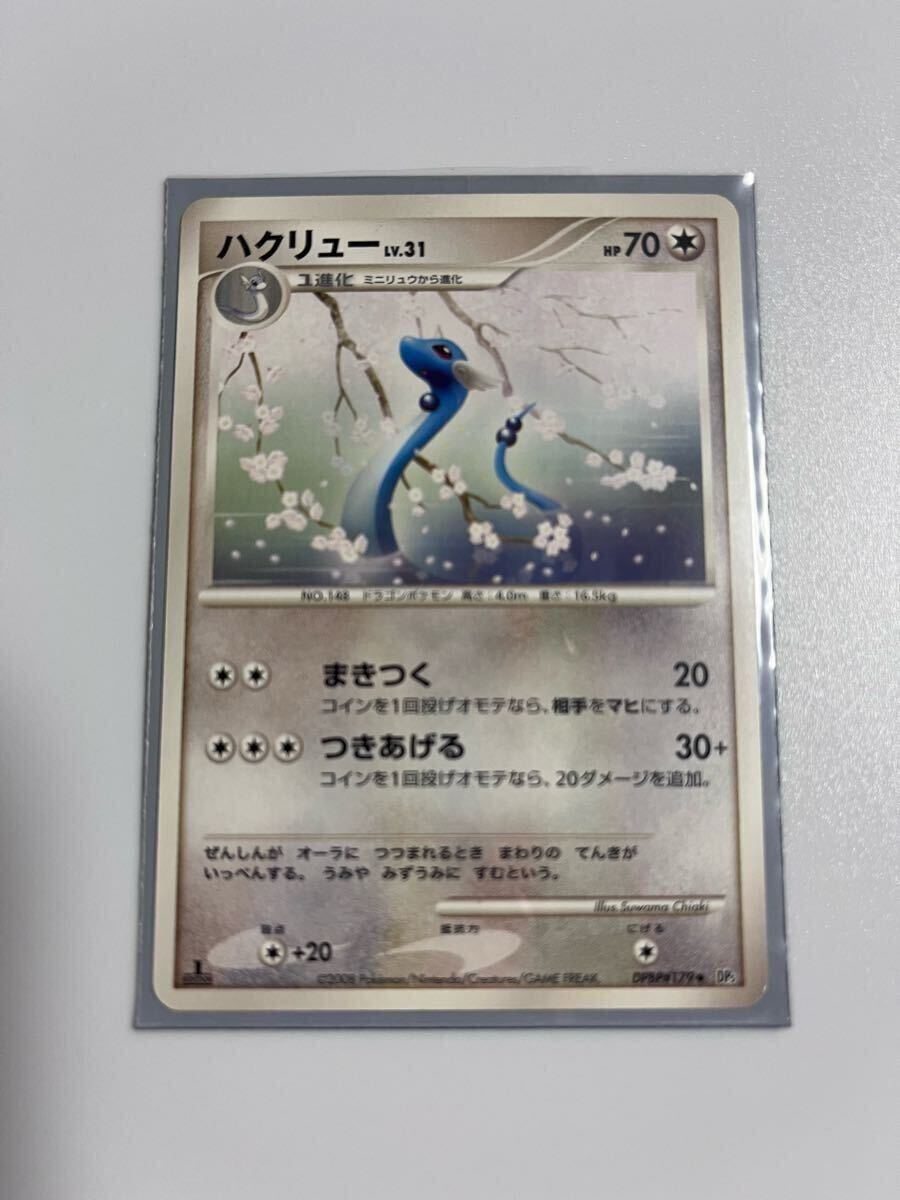 ハクリュー LV.31 HP 70
1進化 ミニリュウから進化
NO.148 ドラゴンポケモン 高さ：4.0m 重さ：16.5kg
まきつく 20
コインを1回投げオモテなら、相手をマヒにする。
つきあげる 30+
コインを1回投げオモテなら、20ダメージを追加。
ぜんしんが オーラに つつまれるとき まわりの てんきが
いっぺんする。 うみや みずうみに すむという。
illus. Suwama Chiaki
弱点 抵抗力 にげる
+20
1 EDITION ©2008 Pokémon/Nintendo/Creatures/GAME FREAK. DPBP#179